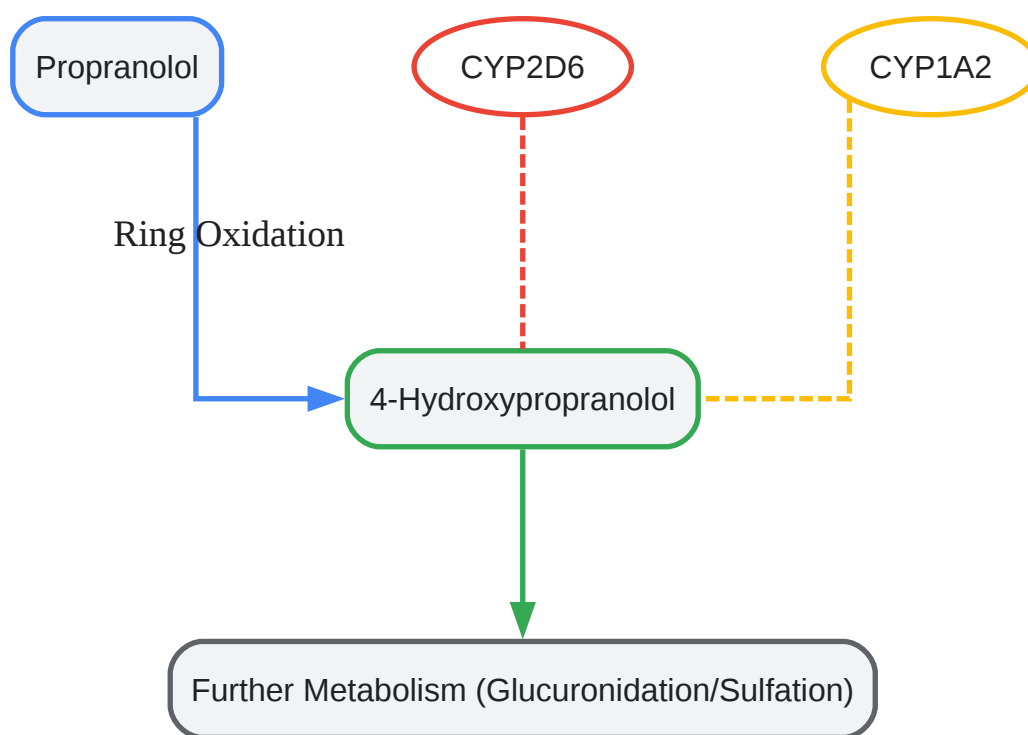 Propranolol
CYP2D6
CYP1A2
Ring Oxidation
4-Hydroxypropranolol
Further Metabolism (Glucuronidation/Sulfation)